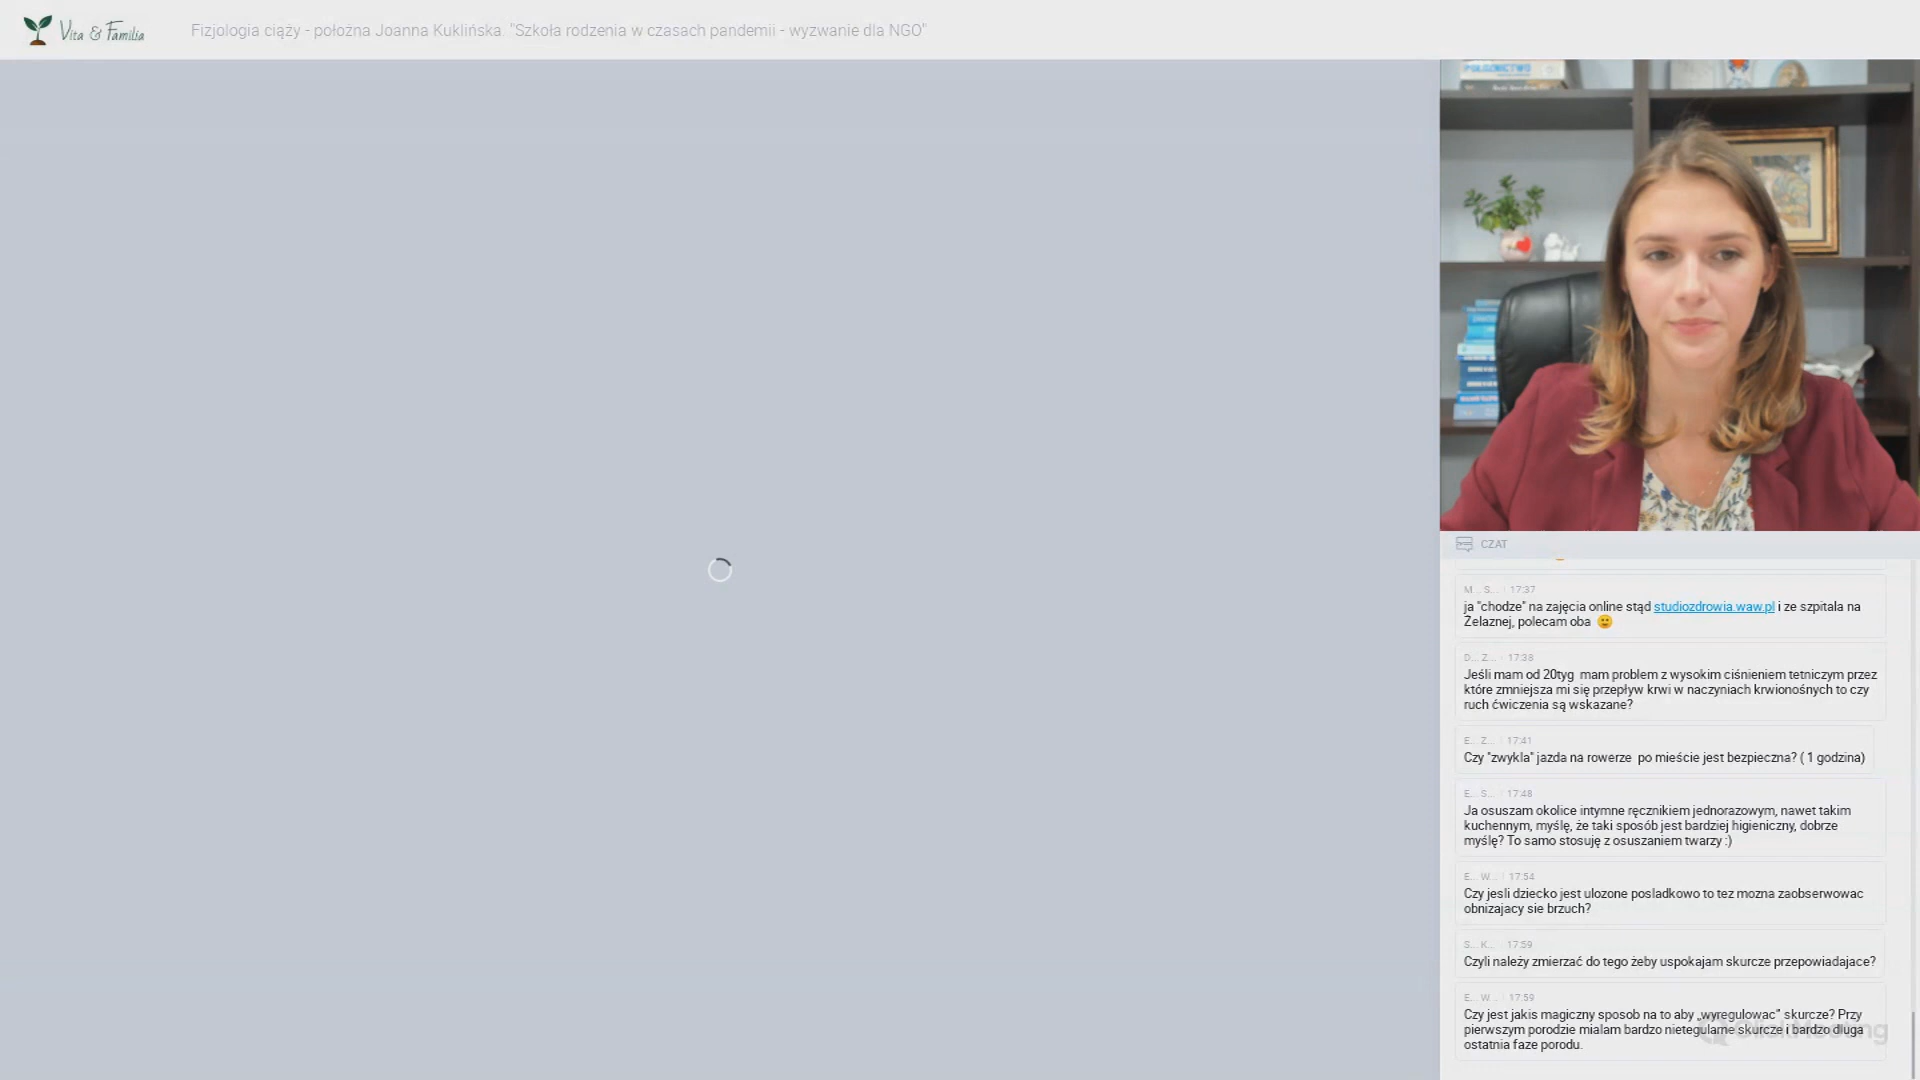 Vita & Familia
Fizjologia ciąży - położna Joanna Kuklińska. "Szkoła rodzenia w czasach pandemii - wyzwanie dla NGO"
POŁOŻNICTWO
CZAT
M... S... 17:37
ja "chodze" na zajęcia online stąd studiozdrowia.waw.pl i ze szpitala na
Żelaznej, polecam oba 🙂
D... Z... 17:38
Jeśli mam od 20tyg mam problem z wysokim ciśnieniem tetniczym przez
które zmniejsza mi się przepływ krwi w naczyniach krwionośnych to czy
ruch ćwiczenia są wskazane?
E... Z... 17:41
Czy "zwykla" jazda na rowerze po mieście jest bezpieczna? ( 1 godzina)
E... S... 17:48
Ja osuszam okolice intymne ręcznikiem jednorazowym, nawet takim
kuchennym, myślę, że taki sposób jest bardziej higieniczny, dobrze
myślę? To samo stosuję z osuszaniem twarzy :)
E... W... 17:54
Czy jesli dziecko jest ulozone posladkowo to tez mozna zaobserwowac
obnizajacy sie brzuch?
S... K... 17:59
Czyli należy zmierzać do tego żeby uspokajam skurcze przepowiadajace?
E... W... 17:59
Czy jest jakis magiczny sposob na to aby „wyregulowac” skurcze? Przy
pierwszym porodzie mialam bardzo nietegularne skurcze i bardzo dluga
ostatnia faze porodu.
ClickMeeting